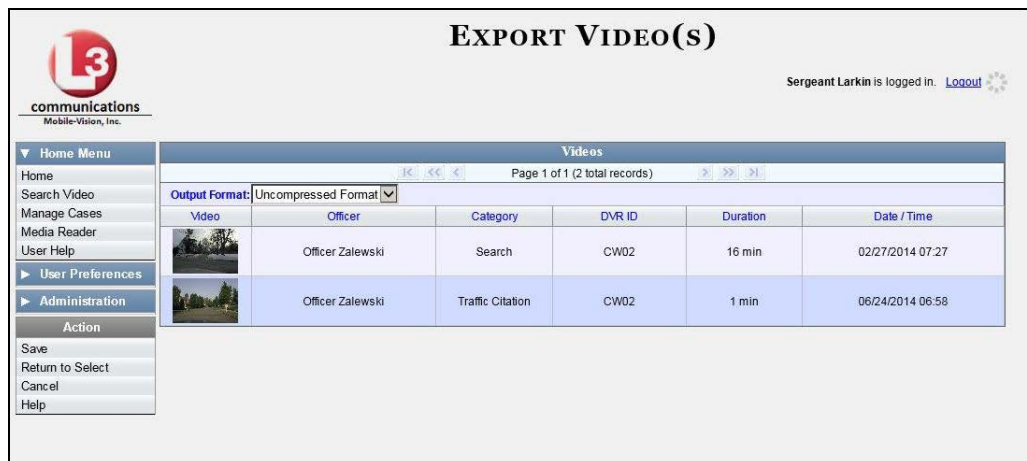 EXPORT VIDEO(S)
L3
communications
Mobile-Vision, Inc.
Sergeant Larkin is logged in. Logout
▼ Home Menu
Home
Search Video
Manage Cases
Media Reader
User Help
► User Preferences
► Administration
Action
Save
Return to Select
Cancel
Help
Videos
|< << < Page 1 of 1 (2 total records) > >> >|
Output Format: Uncompressed Format
Video Officer Category DVR ID Duration Date / Time
Officer Zalewski Search CW02 16 min 02/27/2014 07:27
Officer Zalewski Traffic Citation CW02 1 min 06/24/2014 06:58